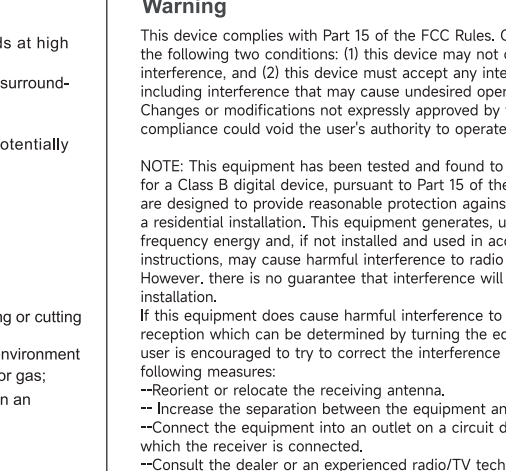 ds at high
surround-
otentially
ng or cutting
nvironment
or gas;
n an
Warning
This device complies with Part 15 of the FCC Rules. O
the following two conditions: (1) this device may not c
interference, and (2) this device must accept any inte
including interference that may cause undesired oper
Changes or modifications not expressly approved by
compliance could void the user's authority to operate
NOTE: This equipment has been tested and found to
for a Class B digital device, pursuant to Part 15 of the
are designed to provide reasonable protection agains
a residential installation. This equipment generates, u
frequency energy and, if not installed and used in acc
instructions, may cause harmful interference to radio
However. there is no guarantee that interference will
installation.
If this equipment does cause harmful interference to
reception which can be determined by turning the eq
user is encouraged to try to correct the interference
following measures:
--Reorient or relocate the receiving antenna.
-- Increase the separation between the equipment an
--Connect the equipment into an outlet on a circuit d
which the receiver is connected.
--Consult the dealer or an experienced radio/TV tech